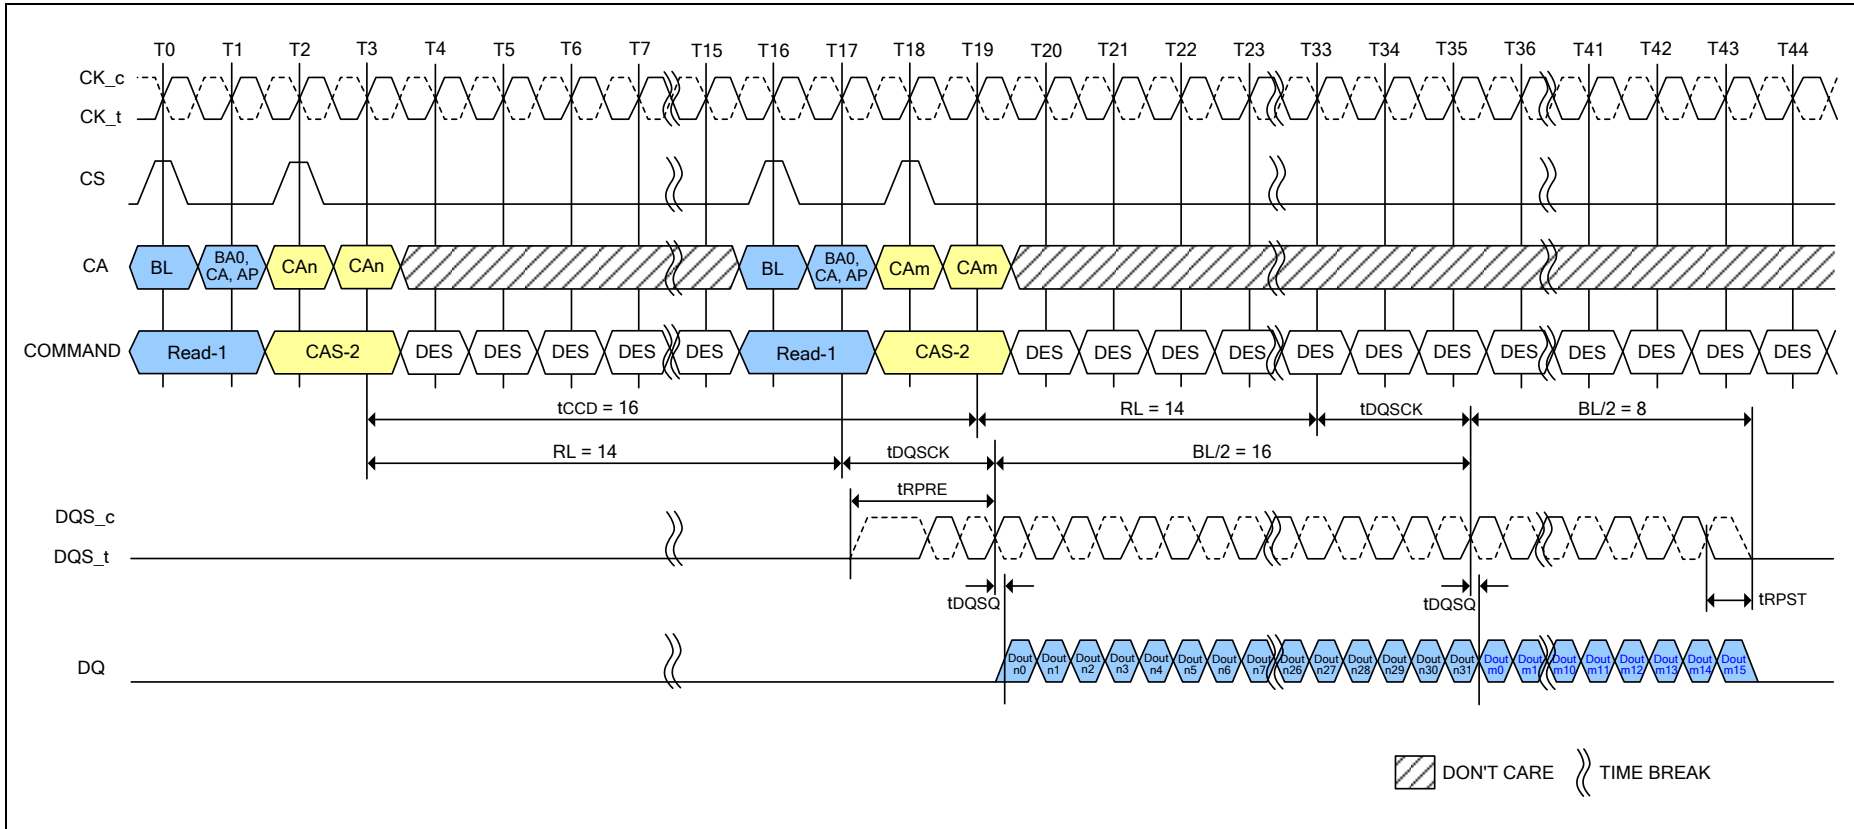 T0 T1 T2 T3 T4 T5 T6 T7 T15 T16 T17 T18 T19 T20 T21 T22 T23 T33 T34 T35 T36 T41 T42 T43 T44
CK_c
CK_t
CS
CA BL BA0, CA, AP CAn CAn BL BA0, CA, AP CAm CAm
COMMAND Read-1 CAS-2 DES DES DES DES DES Read-1 CAS-2 DES DES DES DES DES DES DES DES DES DES DES DES
tCCD = 16 RL = 14 tDQSCK BL/2 = 8
RL = 14 tDQSCK BL/2 = 16
tRPRE
DQS_c
DQS_t
tDQSQ tDQSQ tRPST
DQ Dout n0 Dout n1 Dout n2 Dout n3 Dout n4 Dout n5 Dout n6 Dout n7 Dout n26 Dout n27 Dout n28 Dout n29 Dout n30 Dout n31 Dout m0 Dout m1 Dout m10 Dout m11 Dout m12 Dout m13 Dout m14 Dout m15
DON'T CARE TIME BREAK